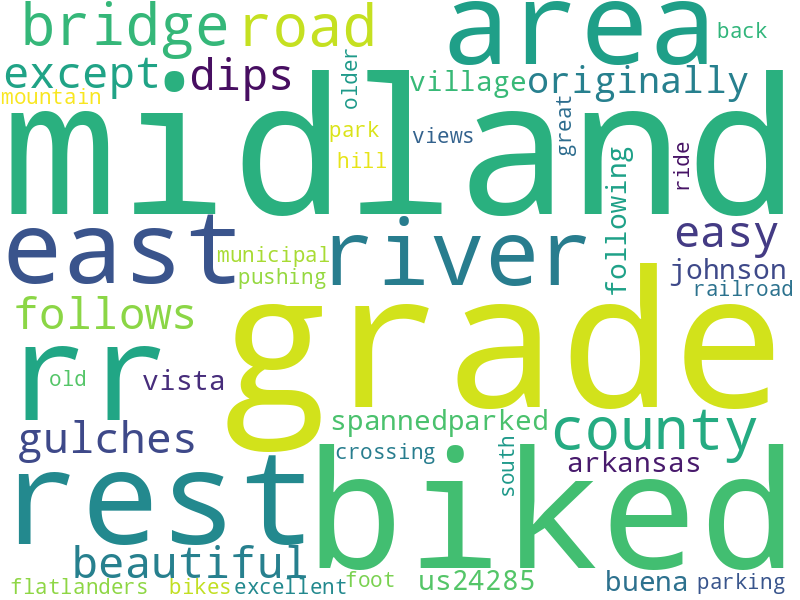 bridge road area back
except dips older village originally
mountain
midland
park views great ride
hill
east river following easy
municipal
pushing johnson
railroad
follows grade
rr
old vista
spannedparked county
gulches crossing south arkansas
rest biked
beautiful
flatlanders bikes excellent foot us24285 buena parking